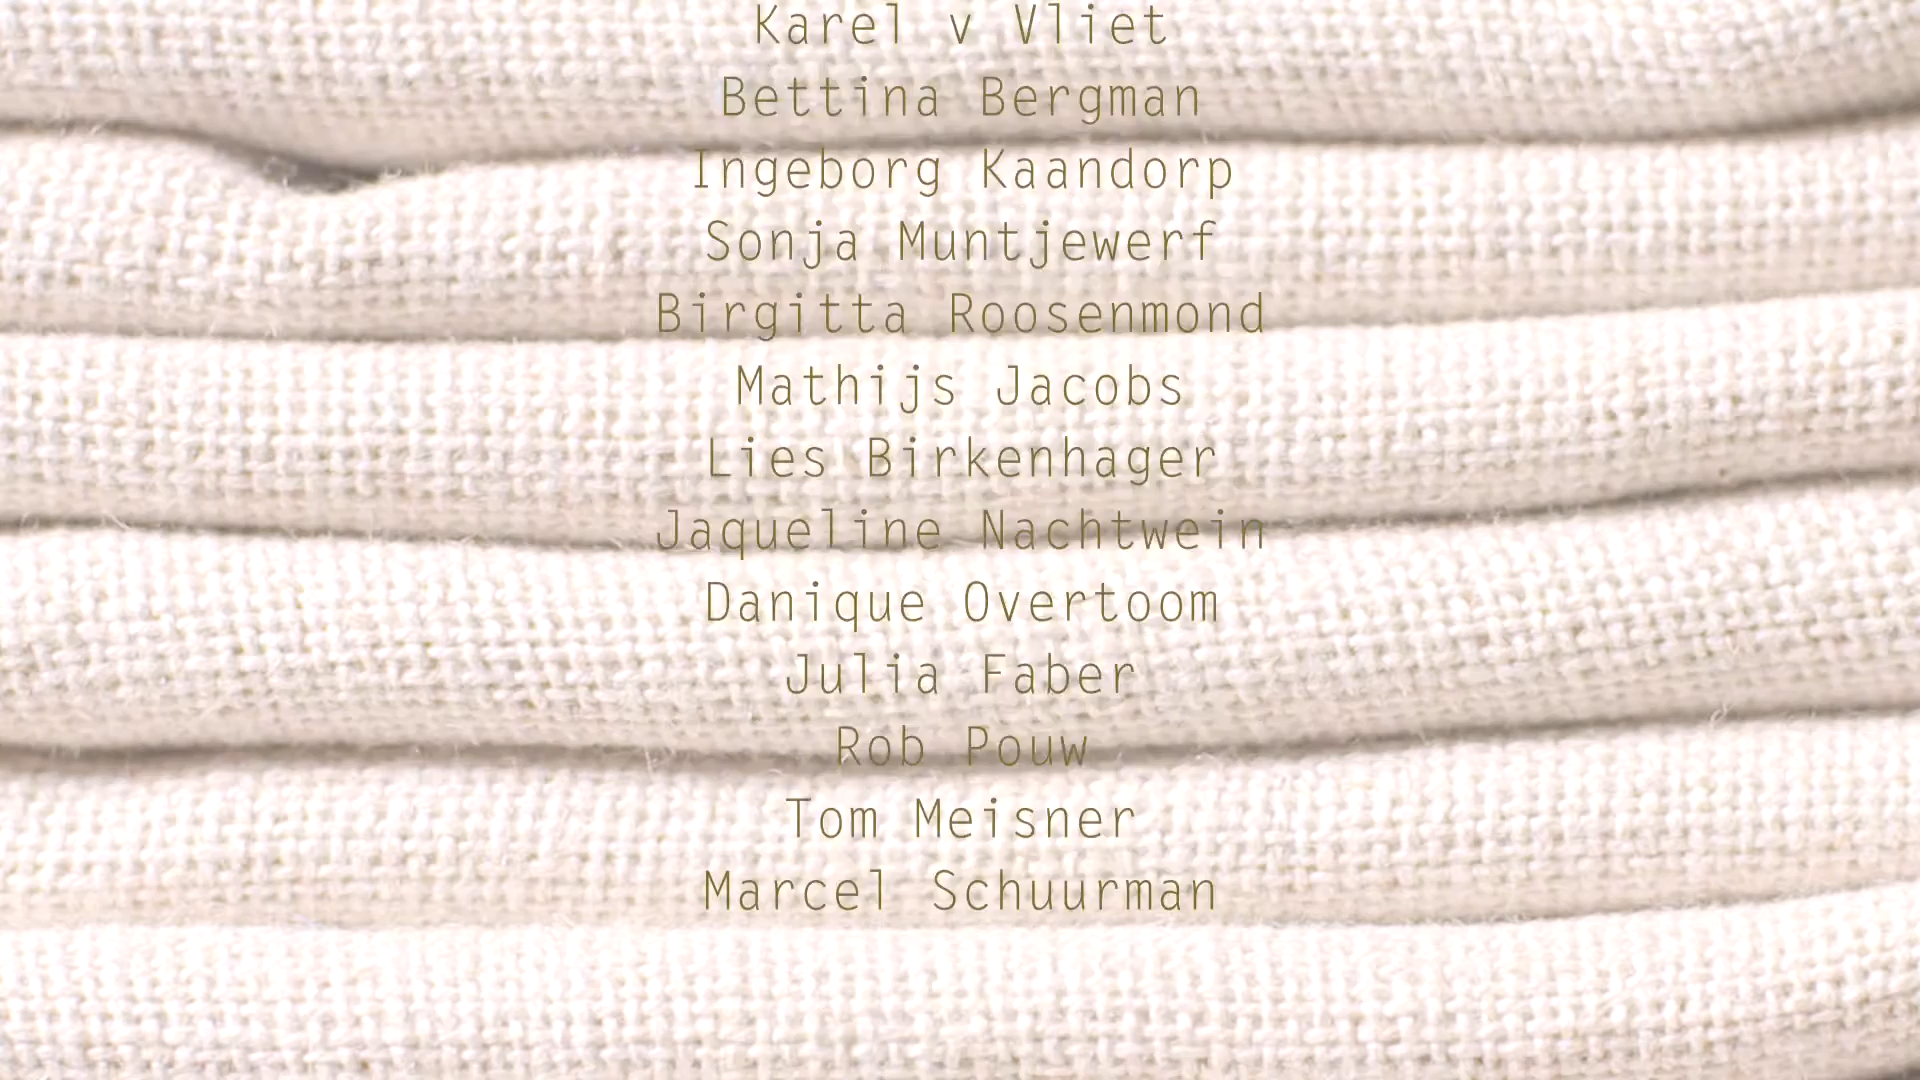 Karel v Vliet
Bettina Bergman
Ingeborg Kaandorp
Sonja Muntjewerf
Birgitta Roosenmond
Mathijs Jacobs
Lies Birkenhager
Jaqueline Nachtwein
Danique Overtoom
Julia Faber
Rob Pouw
Tom Meisner
Marcel Schuurman